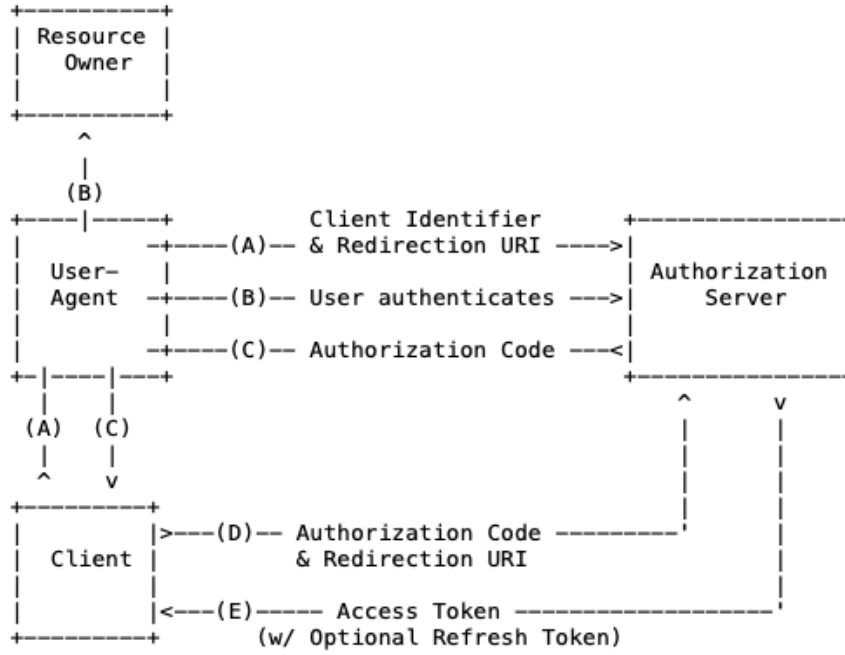 Resource
Owner
(B)
Client Identifier
(A) & Redirection URI
User-
Agent
Authorization
Server
(B) User authenticates
(C) Authorization Code
(A) (C)
(D) Authorization Code
Client & Redirection URI
(E) Access Token
(w/ Optional Refresh Token)